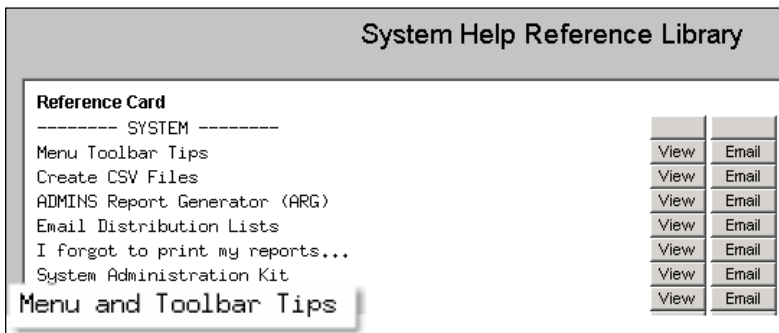 System Help Reference Library
Reference Card
-------- SYSTEM --------
Menu Toolbar Tips View Email
Create CSV Files View Email
ADMINS Report Generator (ARG) View Email
Email Distribution Lists View Email
I forgot to print my reports... View Email
System Administration Kit View Email
Menu and Toolbar Tips View Email